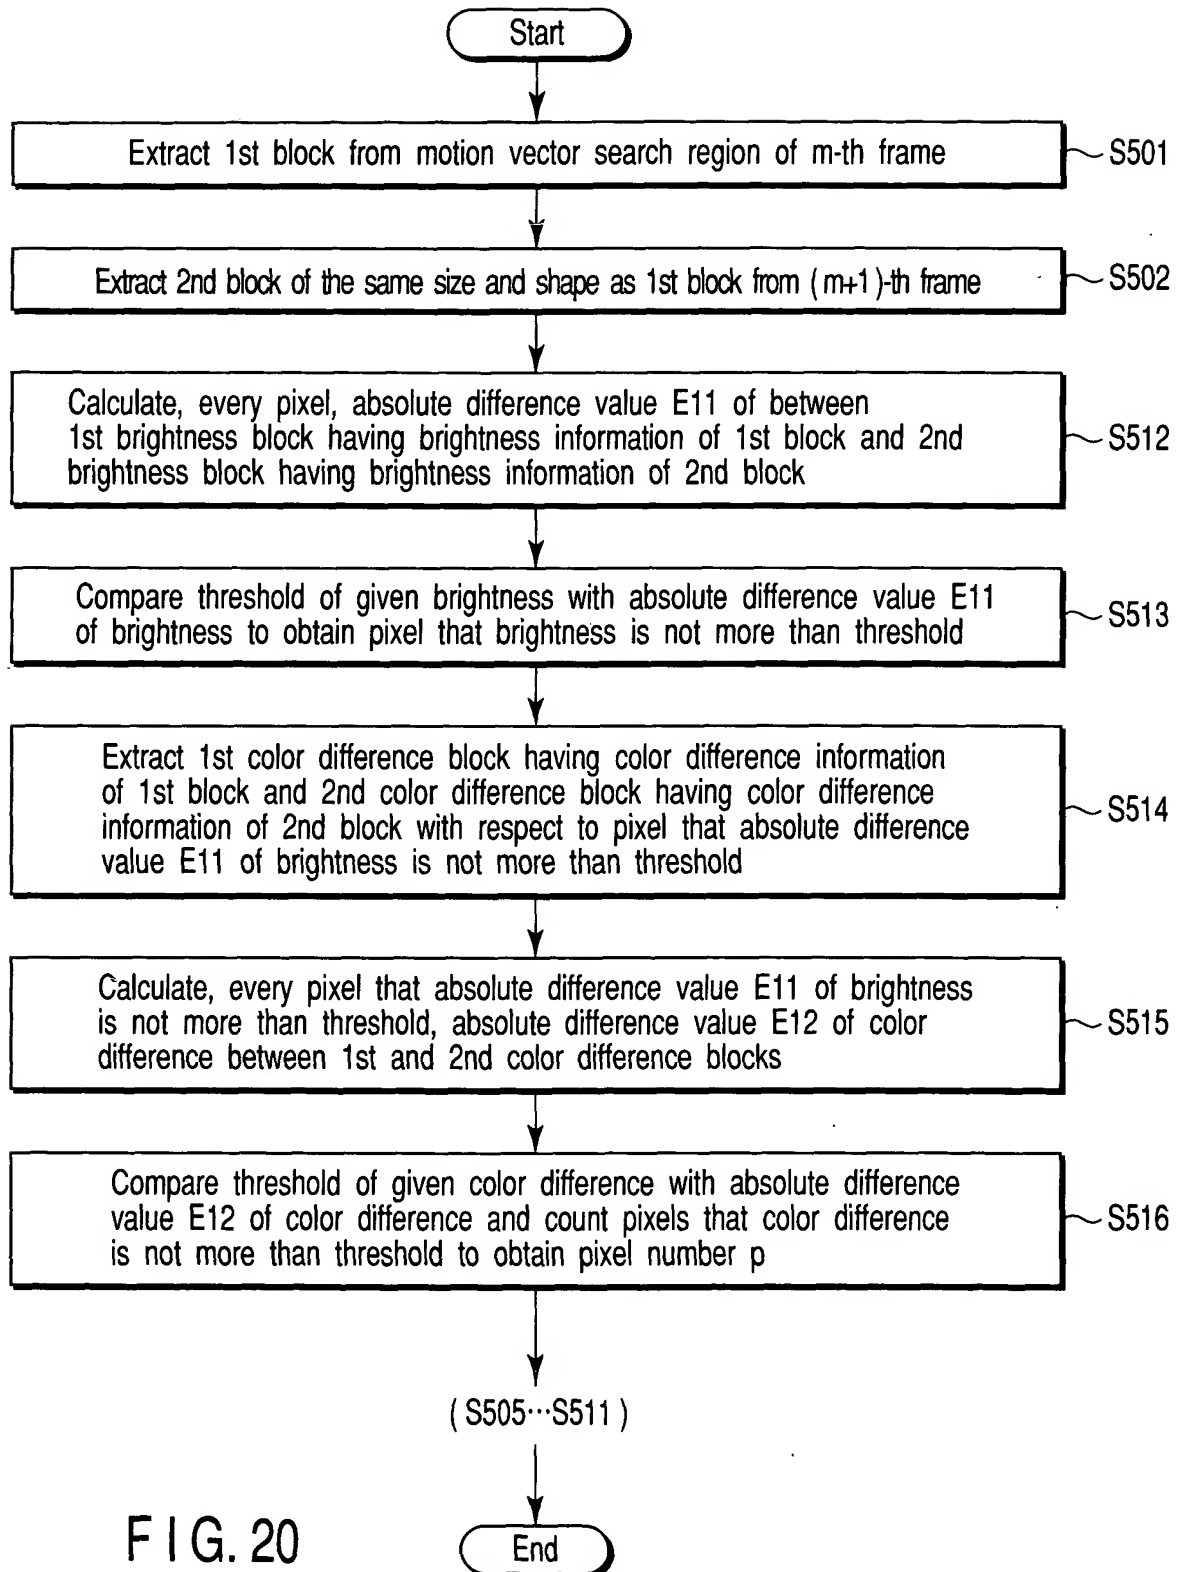 Start
Extract 1st block from motion vector search region of m-th frame
S501
Extract 2nd block of the same size and shape as 1st block from (m+1)-th frame
S502
Calculate, every pixel, absolute difference value E11 of between
1st brightness block having brightness information of 1st block and 2nd
brightness block having brightness information of 2nd block
S512
Compare threshold of given brightness with absolute difference value E11
of brightness to obtain pixel that brightness is not more than threshold
S513
Extract 1st color difference block having color difference information
of 1st block and 2nd color difference block having color difference
information of 2nd block with respect to pixel that absolute difference
value E11 of brightness is not more than threshold
S514
Calculate, every pixel that absolute difference value E11 of brightness
is not more than threshold, absolute difference value E12 of color
difference between 1st and 2nd color difference blocks
S515
Compare threshold of given color difference with absolute difference
value E12 of color difference and count pixels that color difference
is not more than threshold to obtain pixel number p
S516
(S505···S511)
End
FIG. 20